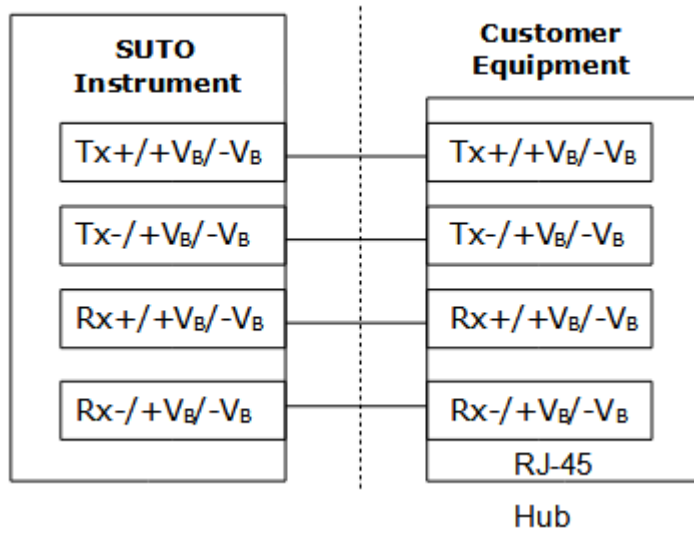 SUTO
Instrument
Customer
Equipment
Tx+/+VB/-VB
Tx+/+VB/-VB
Tx-/+VB/-VB
Tx-/+VB/-VB
Rx+/+VB/-VB
Rx+/+VB/-VB
Rx-/+VB/-VB
Rx-/+VB/-VB
RJ-45
Hub